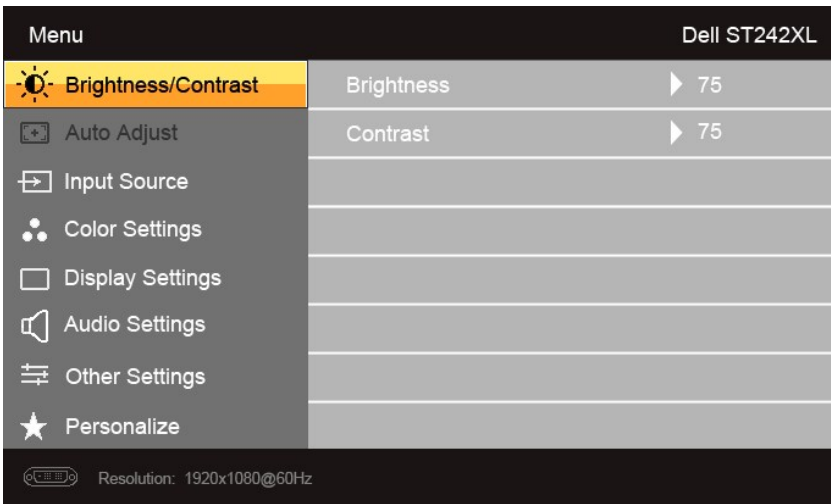 Menu Dell ST242XL
Brightness/Contrast Brightness 75
Auto Adjust Contrast 75
Input Source
Color Settings
Display Settings
Audio Settings
Other Settings
Personalize
Resolution: 1920x1080@60Hz